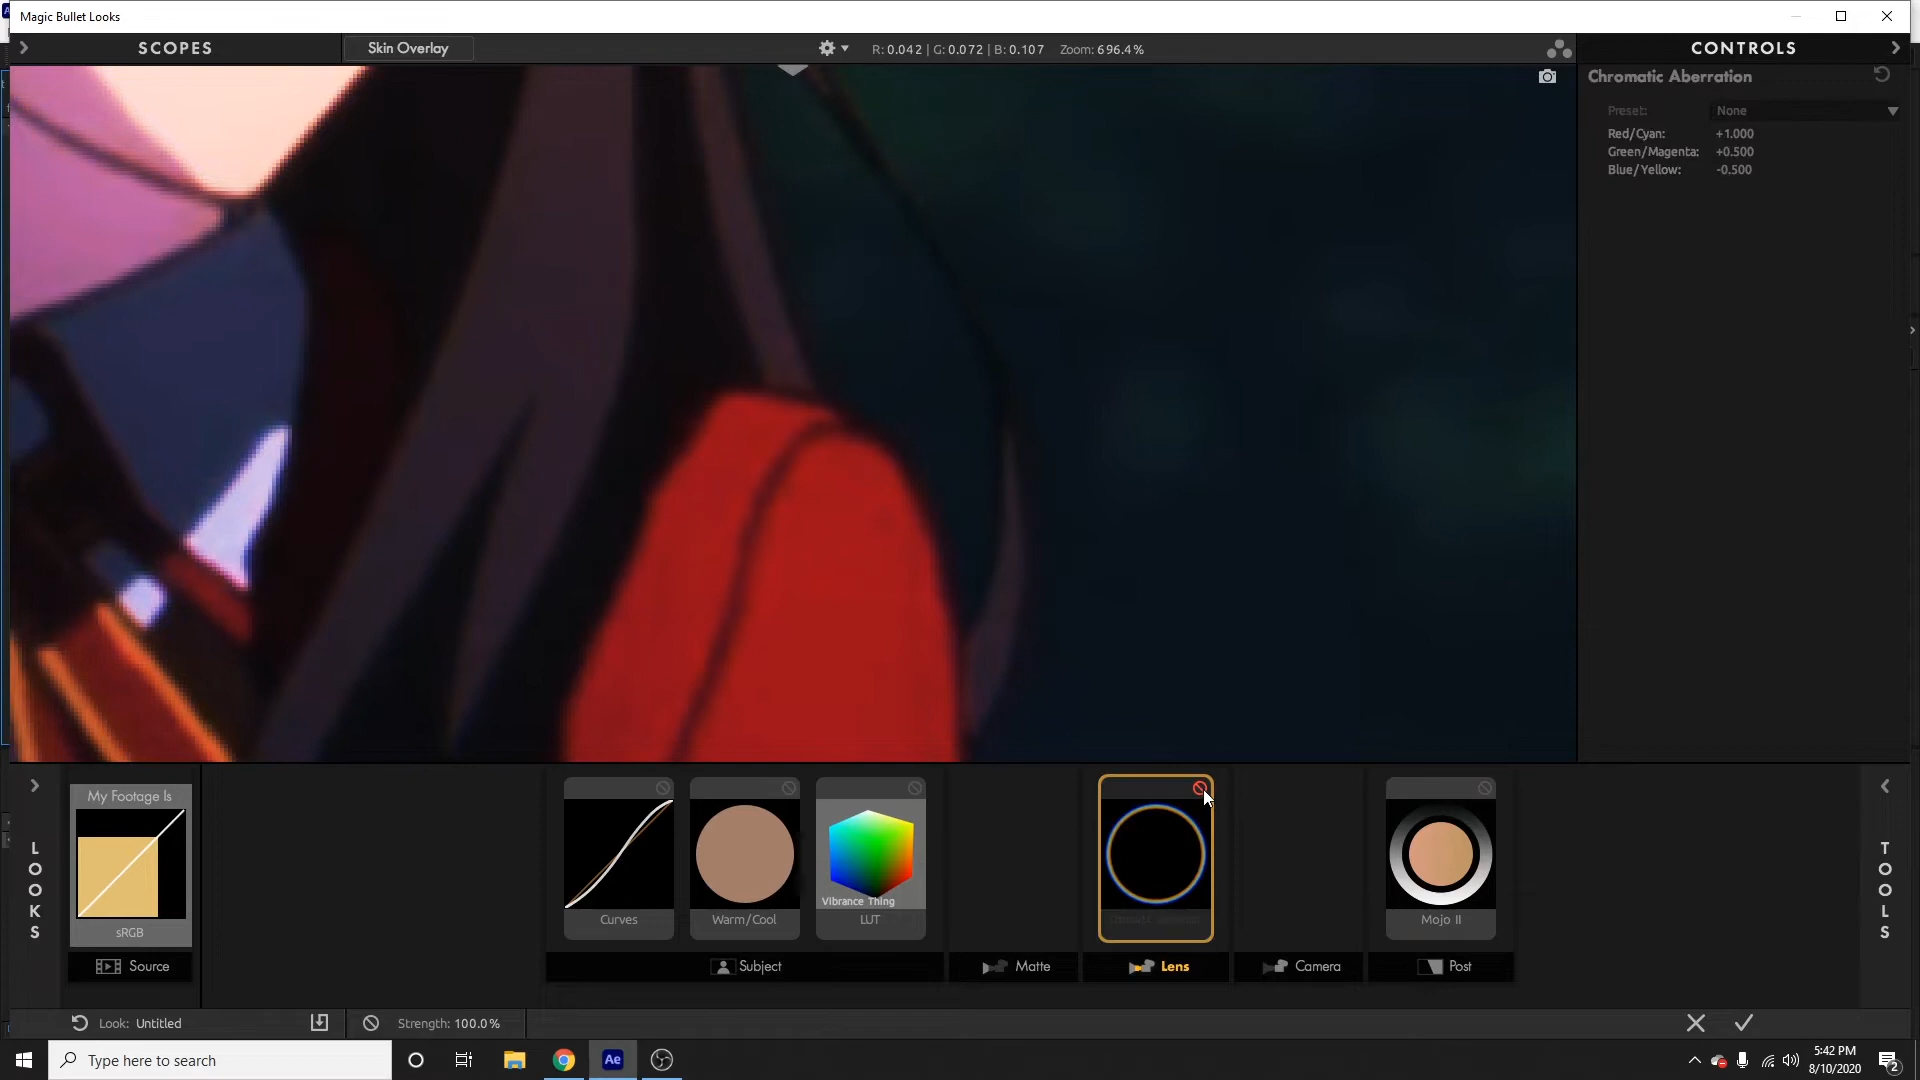 Magic Bullet Looks
SCOPES
Skin Overlay
R: 0.042 | G: 0.072 | B: 0.107 Zoom: 696.4%
CONTROLS
Chromatic Aberration
Preset: None
Red/Cyan: +1.000
Green/Magenta: +0.500
Blue/Yellow: -0.500
LOOKS
My Footage Is
sRGB
Source
Curves
Warm/Cool
Vibrance Thing
LUT
Subject
Matte
Lens
Camera
Mojo II
Post
TOOLS
Look: Untitled
Strength: 100.0%
Type here to search
Ae
5:42 PM
8/10/2020
2